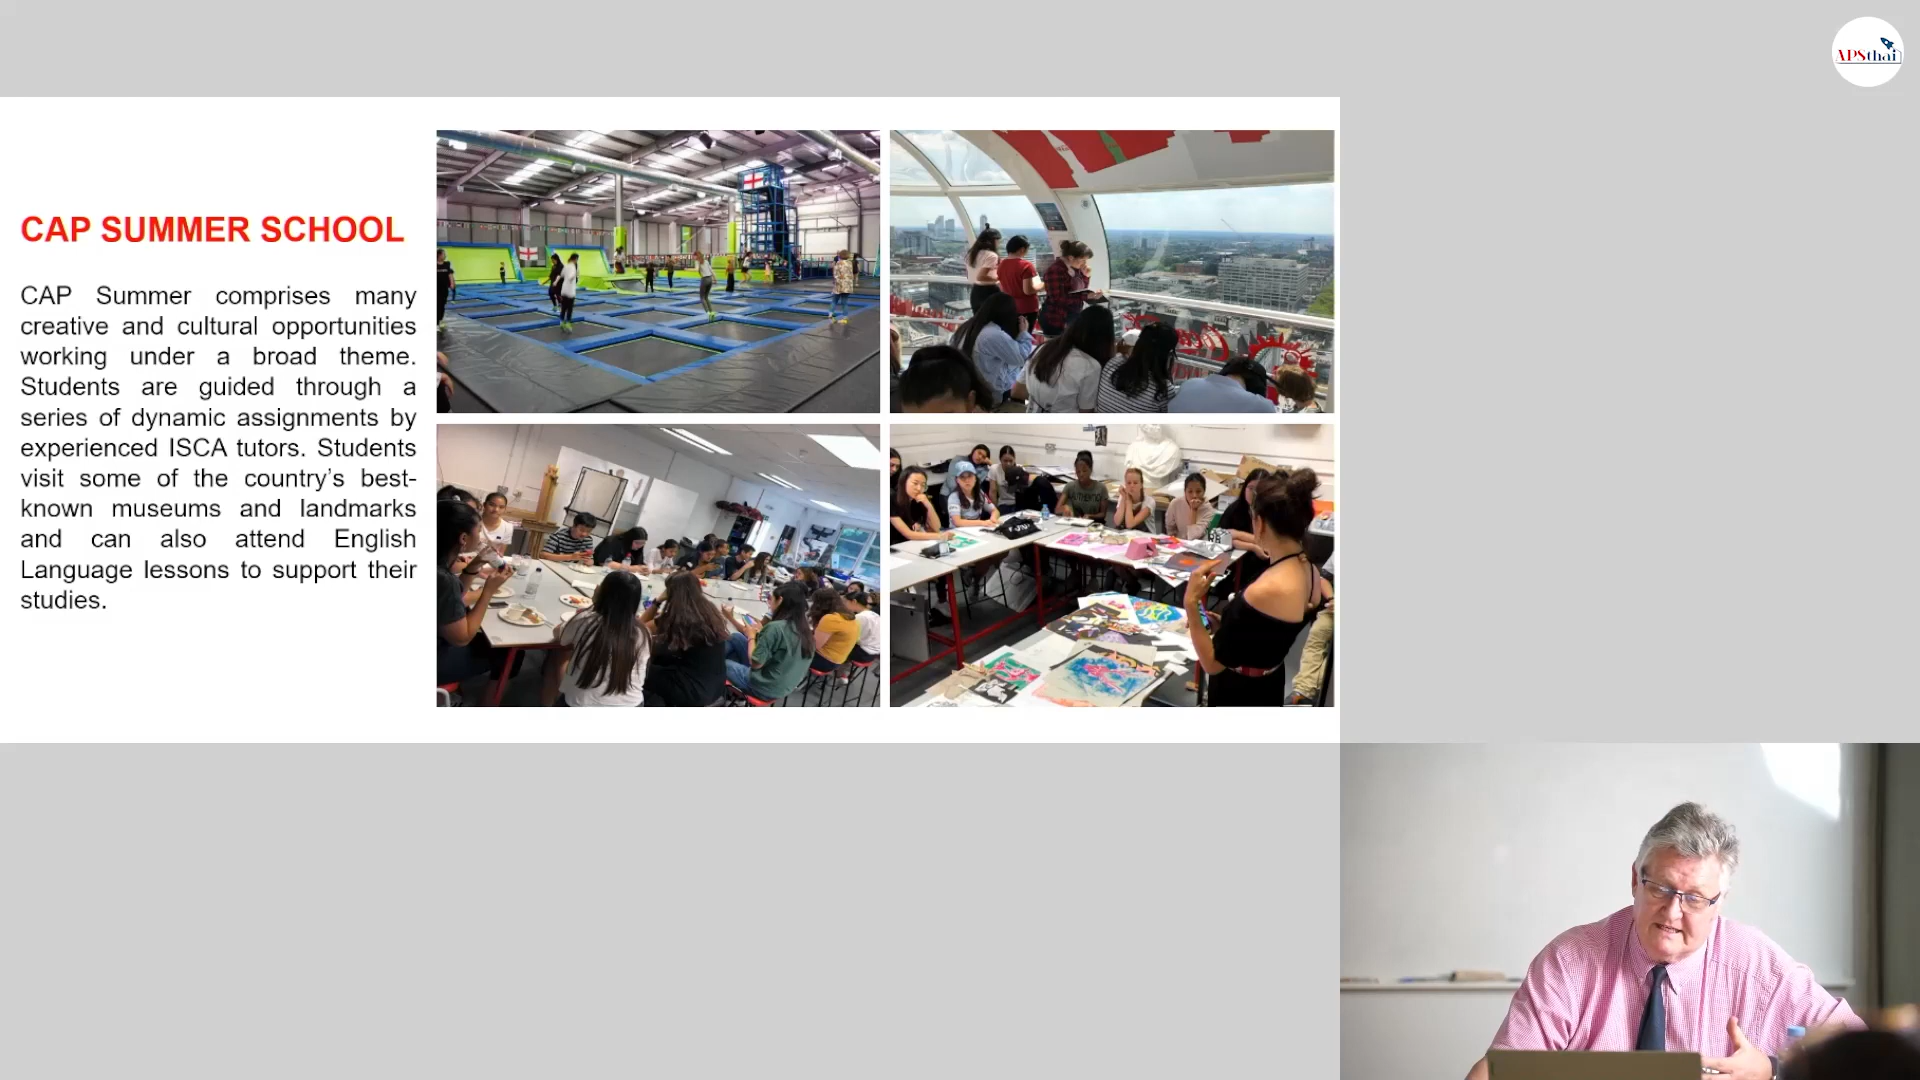 APSthai
CAP SUMMER SCHOOL
CAP Summer comprises many
creative and cultural opportunities
working under a broad theme.
Students are guided through a
series of dynamic assignments by
experienced ISCA tutors. Students
visit some of the country’s best-
known museums and landmarks
and can also attend English
Language lessons to support their
studies.